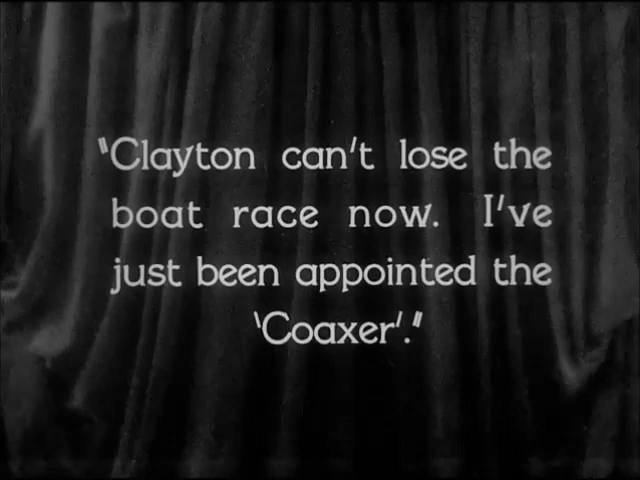 "Clayton can't lose the
boat race now. I've
just been appointed the
'Coaxer'."